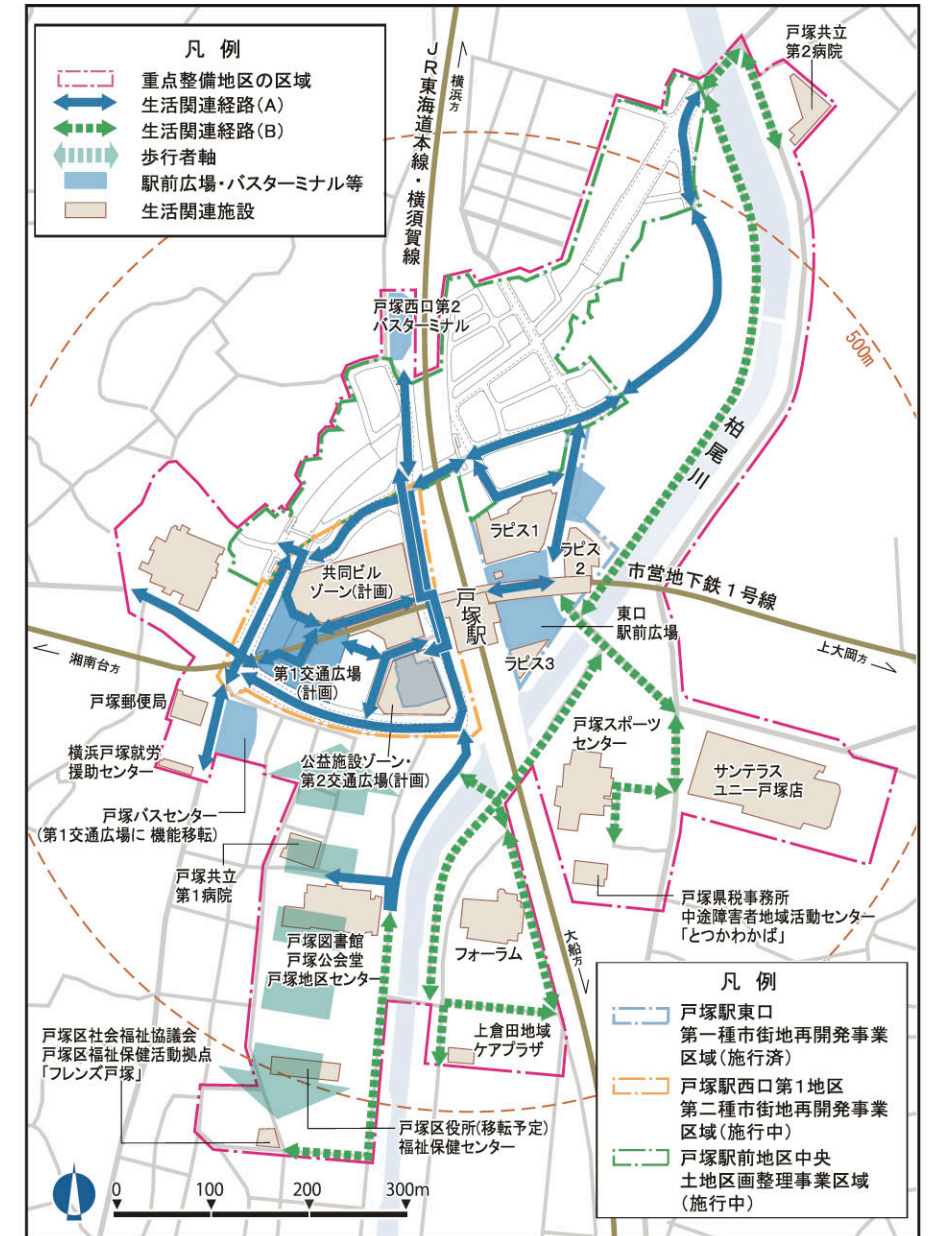 凡例
重点整備地区の区域
生活関連経路(A)
生活関連経路(B)
歩行者軸
駅前広場・バスターミナル等
生活関連施設
JR東海道本線・横須賀線
横浜方
戸塚共立
第2病院
戸塚西口第2
バスターミナル
500m
柏尾川
ラピス1
ラピス
2
共同ビル
ゾーン(計画)
戸塚駅
市営地下鉄1号線
東口
駅前広場
上大岡方
湘南台方
第1交通広場
(計画)
ラピス3
戸塚郵便局
横浜戸塚就労
援助センター
公益施設ゾーン・
第2交通広場(計画)
戸塚スポーツ
センター
サンテラス
ユニー戸塚店
戸塚バスセンター
(第1交通広場に機能移転)
戸塚共立
第1病院
戸塚県税事務所
中途障害者地域活動センター
「とつかわかば」
戸塚図書館
戸塚公会堂
戸塚地区センター
フォーラム
大船方
戸塚区社会福祉協議会
戸塚区福祉保健活動拠点
「フレンズ戸塚」
上倉田地域
ケアプラザ
戸塚区役所(移転予定)
福祉保健センター
凡例
戸塚駅東口
第一種市街地再開発事業
区域(施行済)
戸塚駅西口第1地区
第二種市街地再開発事業
区域(施行中)
戸塚駅前地区中央
土地区画整理事業区域
(施行中)
0 100 200 300m